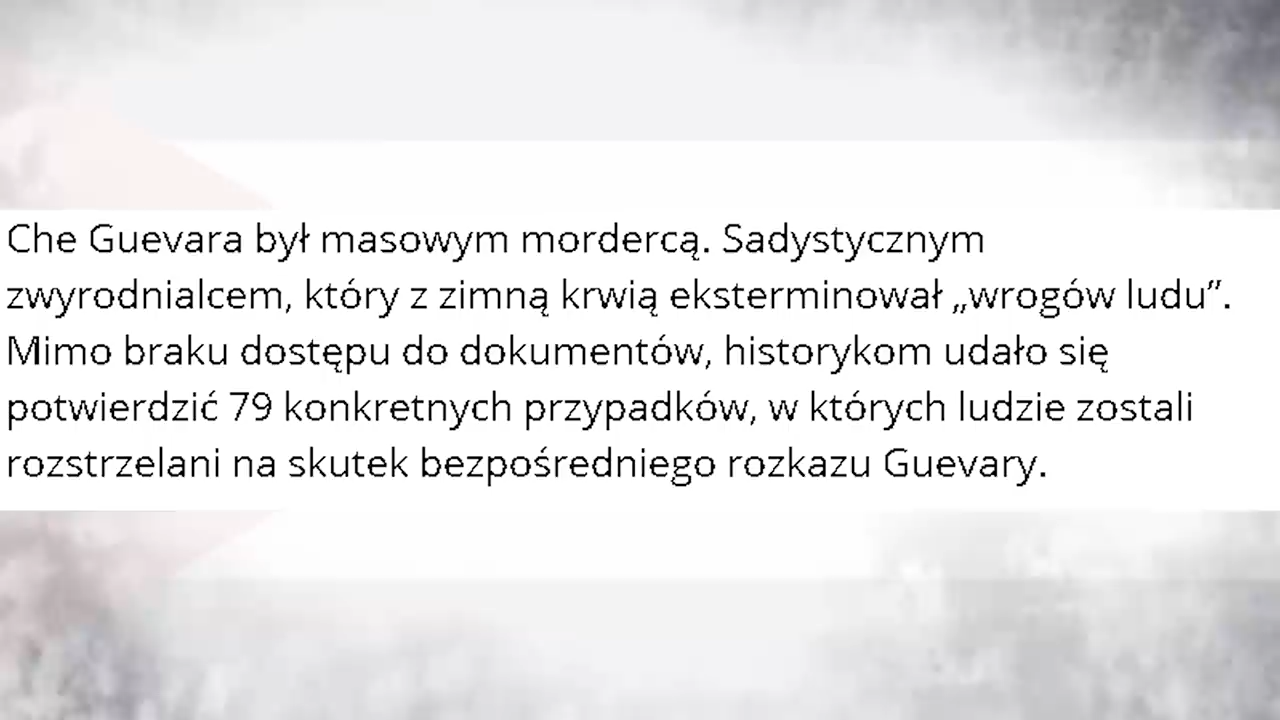 Che Guevara był masowym mordercą. Sadystycznym
zwyrodnialcem, który z zimną krwią eksterminował „wrogów ludu”.
Mimo braku dostępu do dokumentów, historykom udało się
potwierdzić 79 konkretnych przypadków, w których ludzie zostali
rozstrzelani na skutek bezpośredniego rozkazu Guevary.